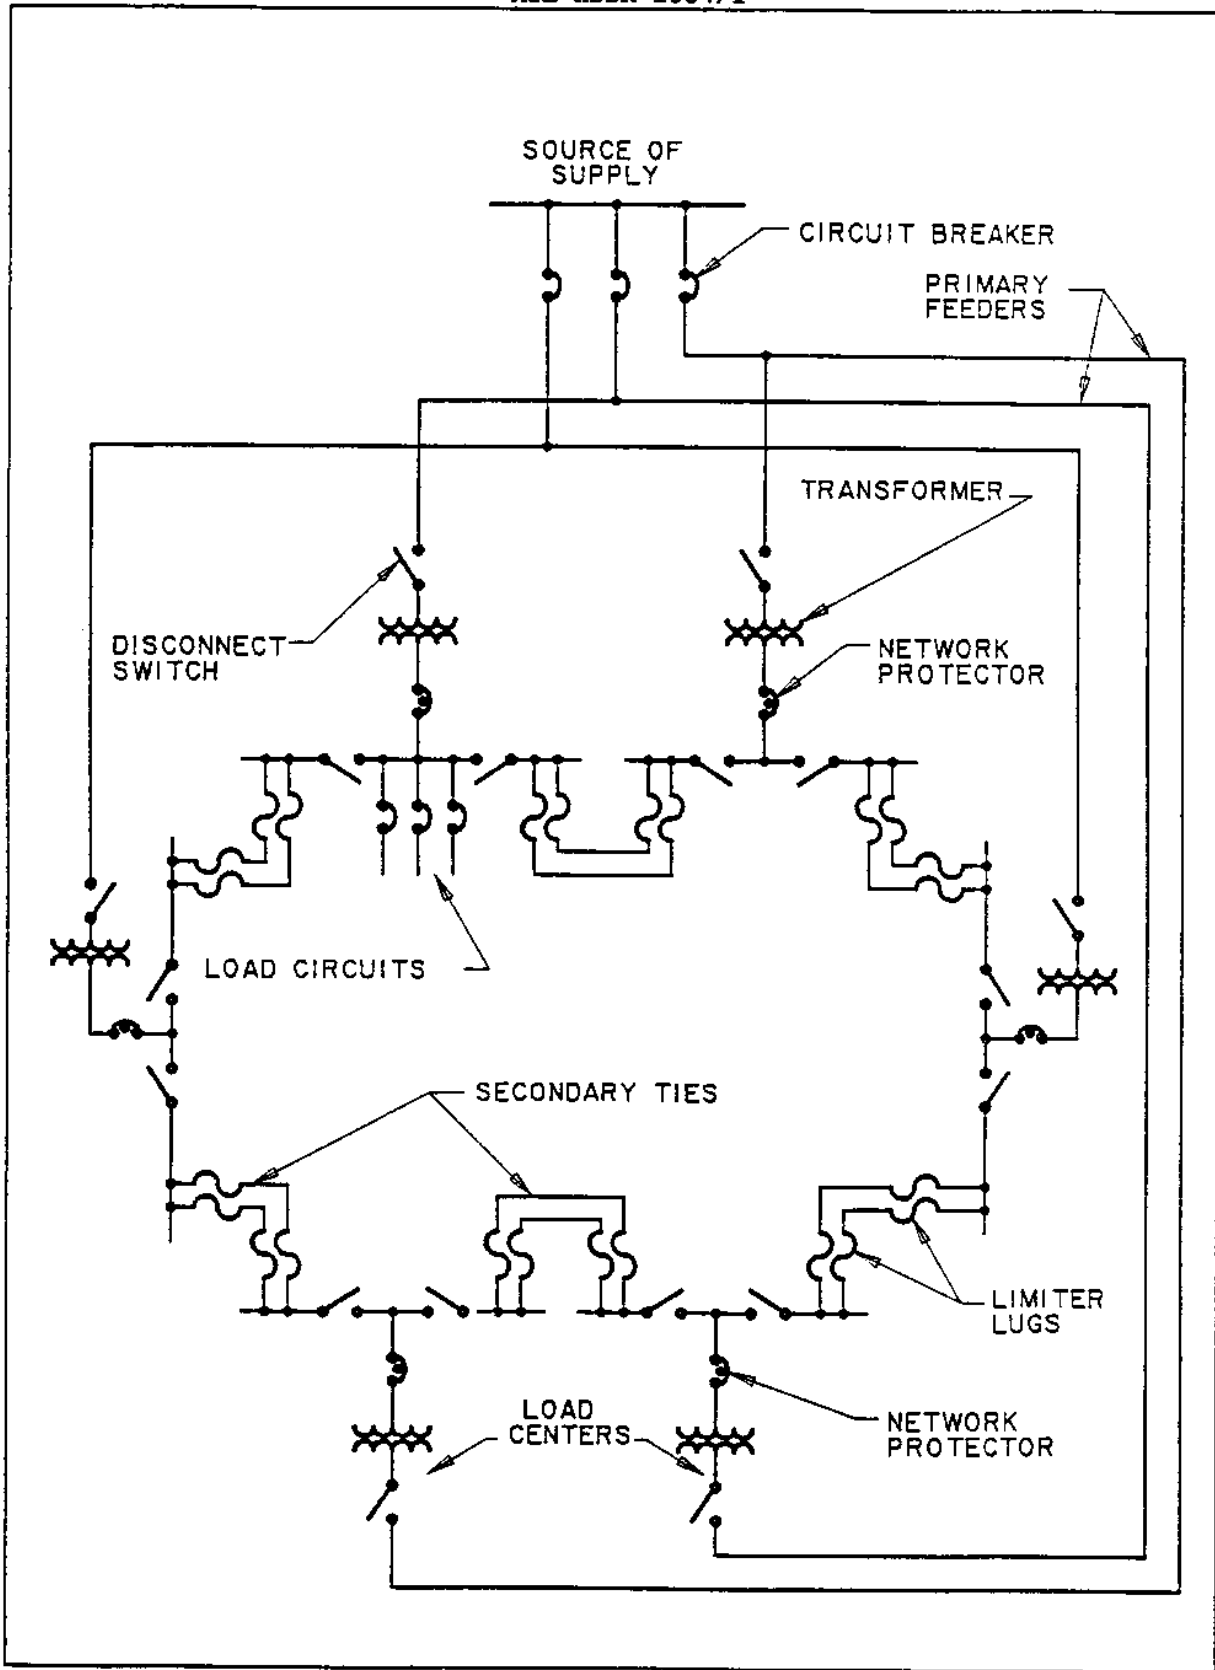 SOURCE OF
SUPPLY
CIRCUIT BREAKER
PRIMARY
FEEDERS
TRANSFORMER
DISCONNECT
SWITCH
NETWORK
PROTECTOR
LOAD CIRCUITS
SECONDARY TIES
LIMITER
LUGS
LOAD
CENTERS
NETWORK
PROTECTOR